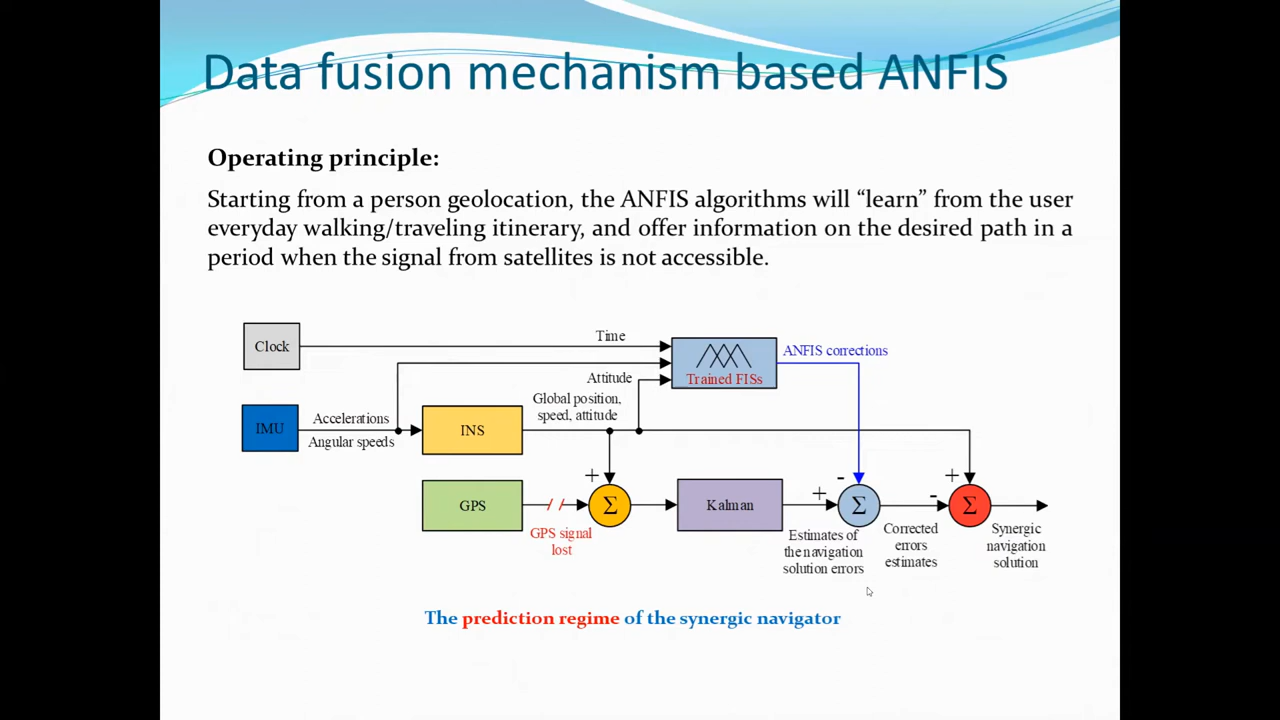 Data fusion mechanism based ANFIS
Operating principle:
Starting from a person geolocation, the ANFIS algorithms will “learn” from the user
everyday walking/traveling itinerary, and offer information on the desired path in a
period when the signal from satellites is not accessible.
Clock
Time
ANFIS corrections
Trained FISs
Attitude
Global position,
speed, attitude
IMU
Accelerations
Angular speeds
INS
+
-
+
GPS
GPS signal
lost
Σ
Kalman
+
Σ
-
Σ
Estimates of
the navigation
solution errors
Corrected
errors
estimates
Synergic
navigation
solution
The prediction regime of the synergic navigator